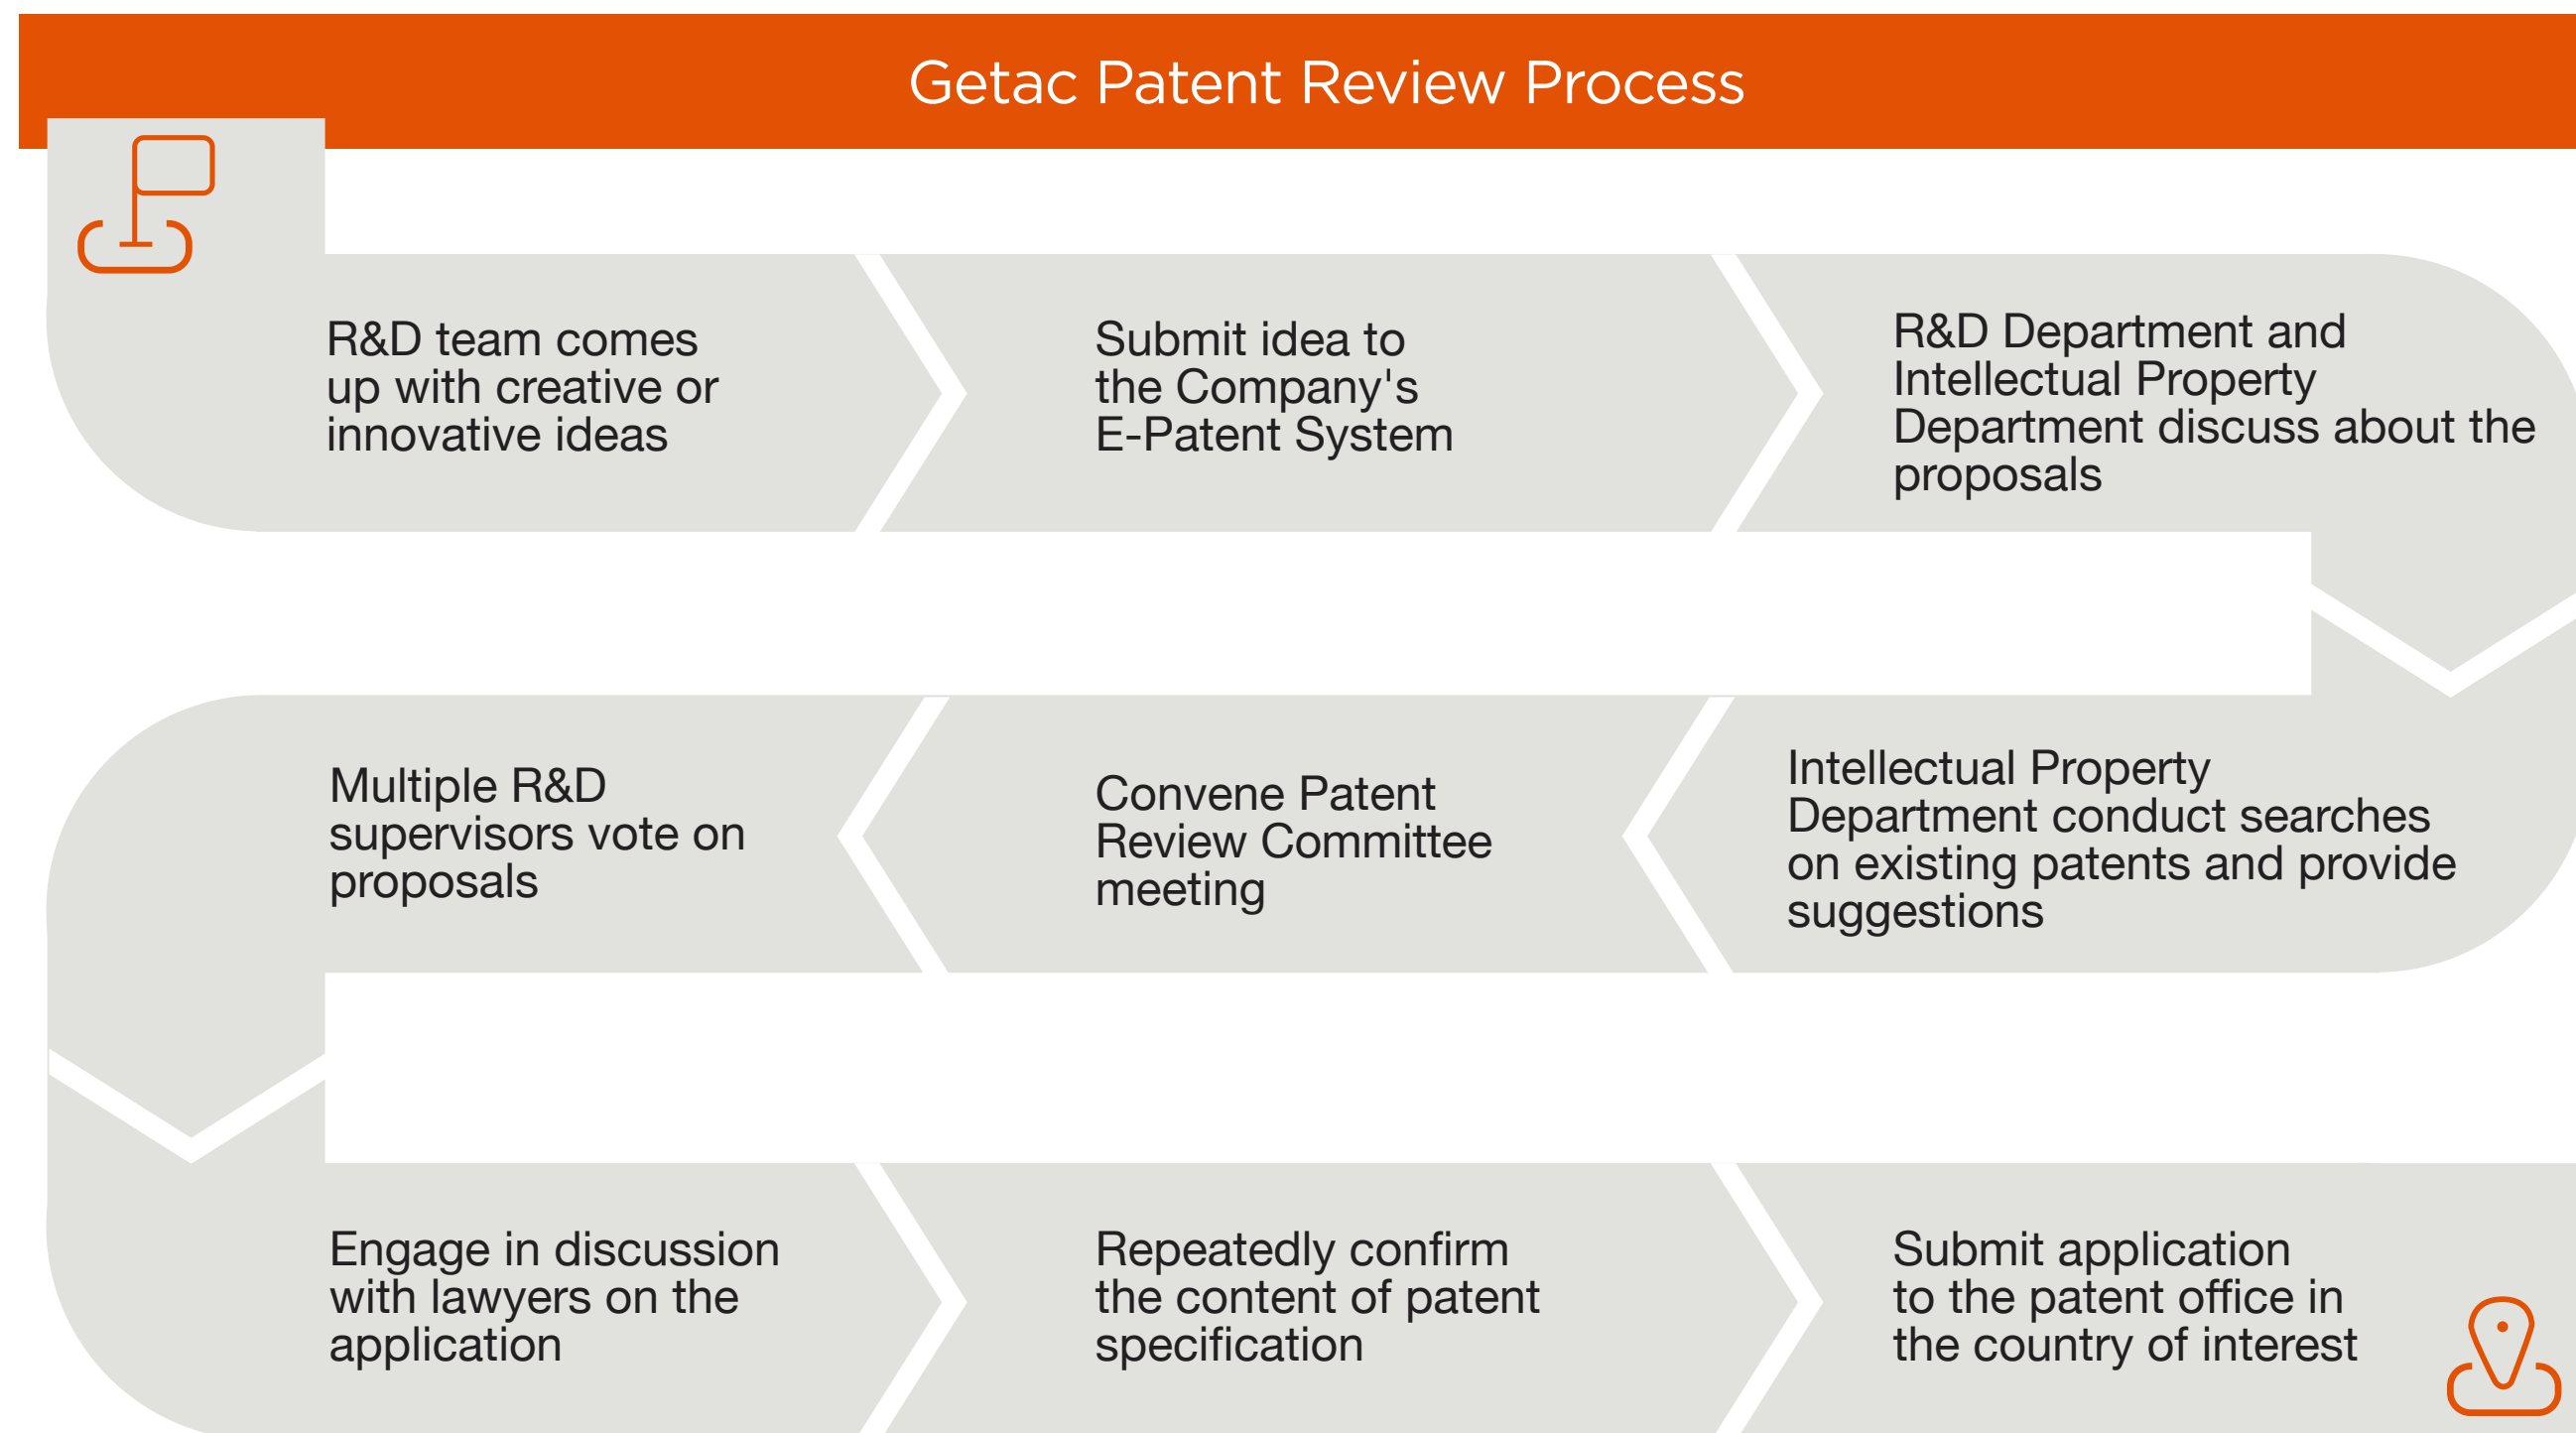 Getac Patent Review Process
R&D team comes
up with creative or
innovative ideas
Submit idea to
the Company's
E-Patent System
R&D Department and
Intellectual Property
Department discuss about the
proposals
Intellectual Property
Department conduct searches
on existing patents and provide
suggestions
Convene Patent
Review Committee
meeting
Multiple R&D
supervisors vote on
proposals
Engage in discussion
with lawyers on the
application
Repeatedly confirm
the content of patent
specification
Submit application
to the patent office in
the country of interest